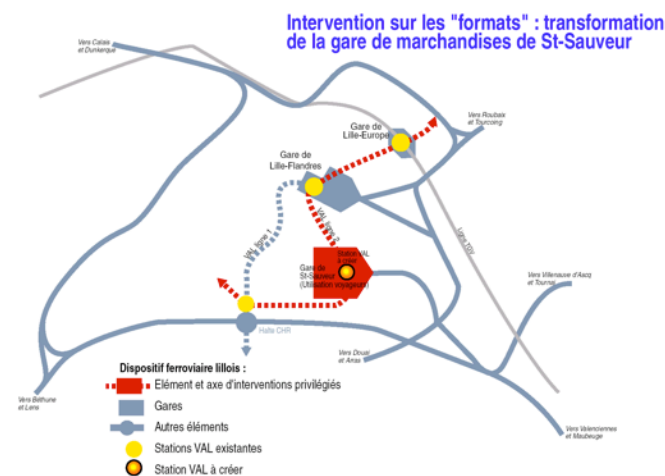 Intervention sur les "formats" : transformation
de la gare de marchandises de St-Sauveur
Vers Calais
et Dunkerque
Vers Roubaix
et Tourcoing
Gare de
Lille-Europe
Gare de
Lille-Flandres
VAL ligne 1
VAL ligne 2
Ligne TGV
Station VAL
à créer
Gare de
St-Sauveur
(Utilisation voyageurs)
Vers Villenauve d'Ascq
et Tournai
Halte CHR
Vers Douai
et Arras
Vers Béthune
et Lens
Vers Valenciennes
et Maubeuge
Dispositif ferroviaire lillois :
Elément et axe d'interventions privilégiés
Gares
Autres éléments
Stations VAL existantes
Station VAL à créer